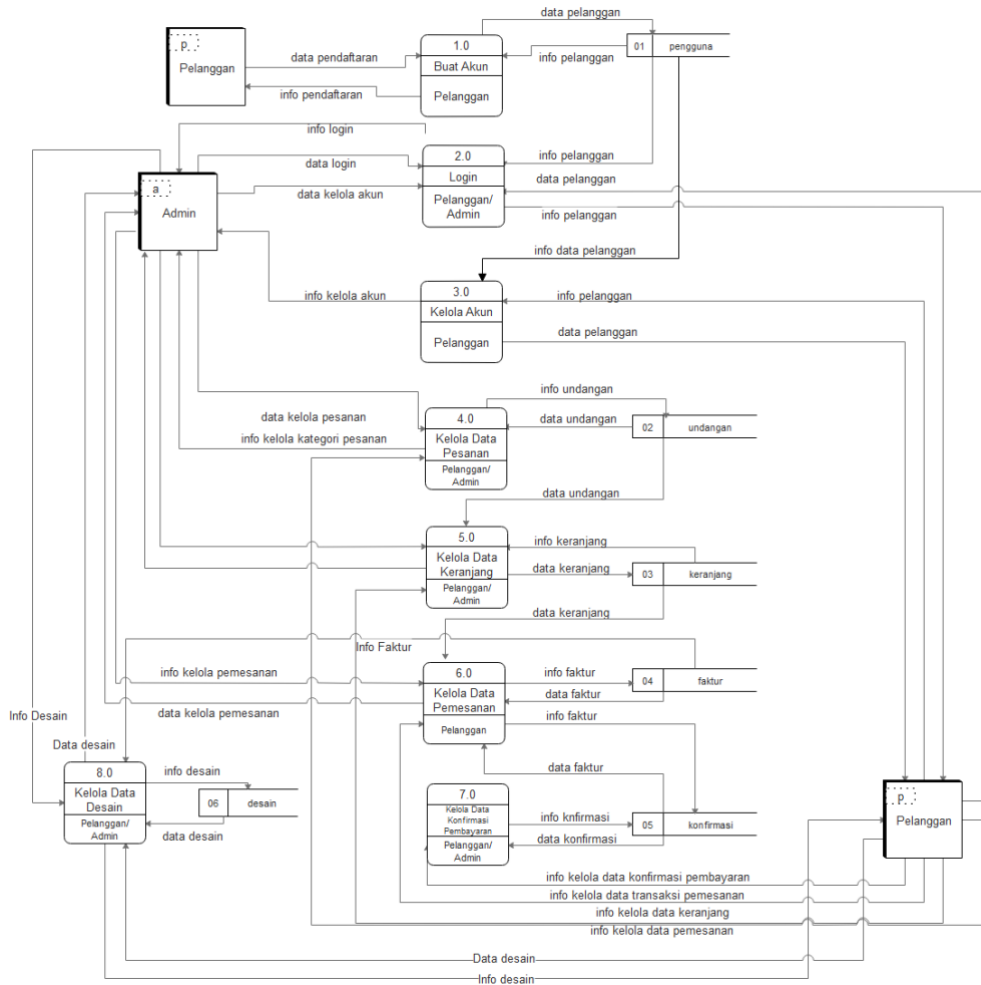 data pelanggan
p
Pelanggan
data pendaftaran
info pendaftaran
1.0
Buat Akun
Pelanggan
info pelanggan
01
pengguna
info login
data login
data kelola akun
2.0
Login
Pelanggan/
Admin
info pelanggan
data pelanggan
info pelanggan
a
Admin
info data pelanggan
info kelola akun
3.0
Kelola Akun
Pelanggan
info pelanggan
data pelanggan
info undangan
data kelola pesanan
info kelola kategori pesanan
4.0
Kelola Data
Pesanan
Pelanggan/
Admin
data undangan
02
undangan
data undangan
5.0
Kelola Data
Keranjang
Pelanggan/
Admin
info keranjang
data keranjang
03
keranjang
data keranjang
Info Faktur
info kelola pemesanan
data kelola pemesanan
6.0
Kelola Data
Pemesanan
Pelanggan
info faktur
data faktur
info faktur
04
faktur
Info Desain
Data desain
data faktur
8.0
Kelola Data
Desain
Pelanggan/
Admin
info desain
06
desain
data desain
7.0
Kelola Data
Konfirmasi
Pembayaran
Pelanggan/
Admin
info knfirmasi
data konfirmasi
05
konfirmasi
p
Pelanggan
info kelola data konfirmasi pembayaran
info kelola data transaksi pemesanan
info kelola data keranjang
info kelola data pemesanan
Data desain
Info desain